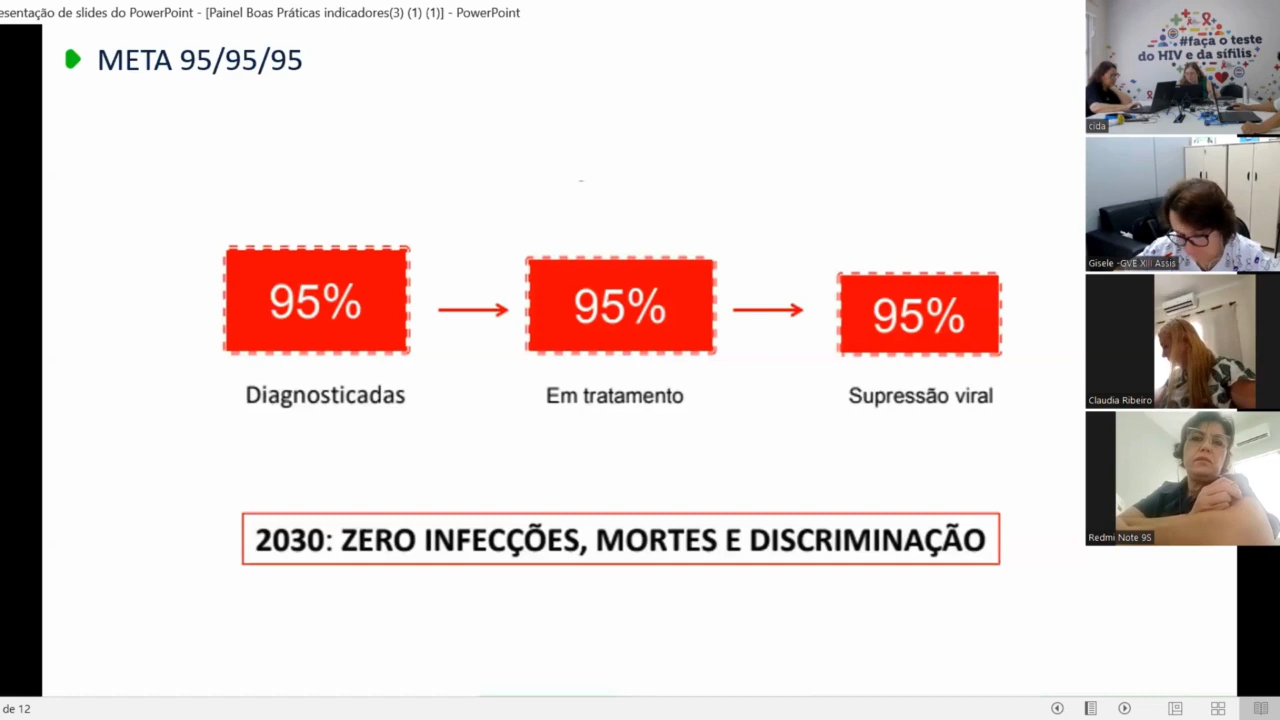 esentação de slides do PowerPoint - [Painel Boas Práticas indicadores(3) (1) (1)] - PowerPoint
META 95/95/95
95%
95%
95%
Diagnosticadas
Em tratamento
Supressão viral
2030: ZERO INFECÇÕES, MORTES E DISCRIMINAÇÃO
#faça o teste
do HIV e da sífilis.
cida
Gisele -GVE XIII Assis
Claudia Ribeiro
Redmi Note 9S
de 12